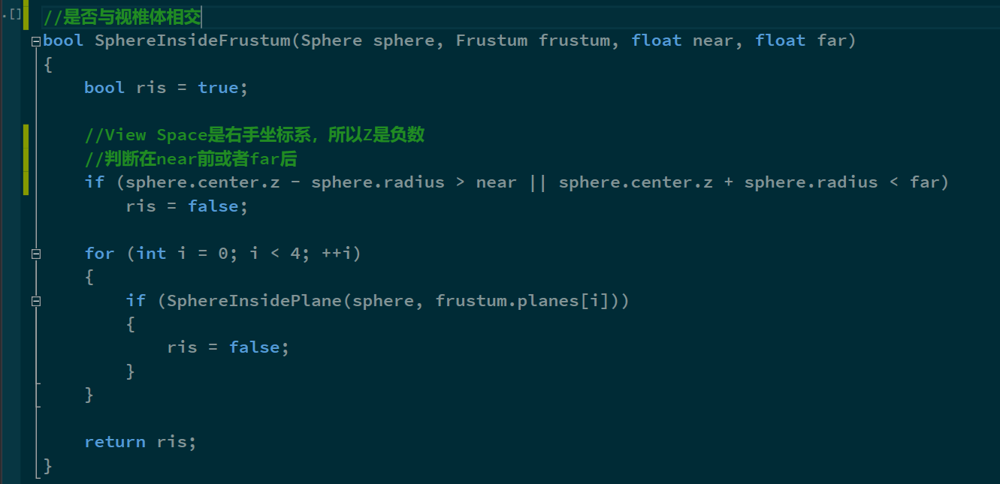 //是否与视椎体相交
bool SphereInsideFrustum(Sphere sphere, Frustum frustum, float near, float far)
{
    bool ris = true;

    //View Space是右手坐标系，所以Z是负数
    //判断在near前或者far后
    if (sphere.center.z - sphere.radius > near || sphere.center.z + sphere.radius < far)
        ris = false;

    for (int i = 0; i < 4; ++i)
    {
        if (SphereInsidePlane(sphere, frustum.planes[i]))
        {
            ris = false;
        }
    }

    return ris;
}